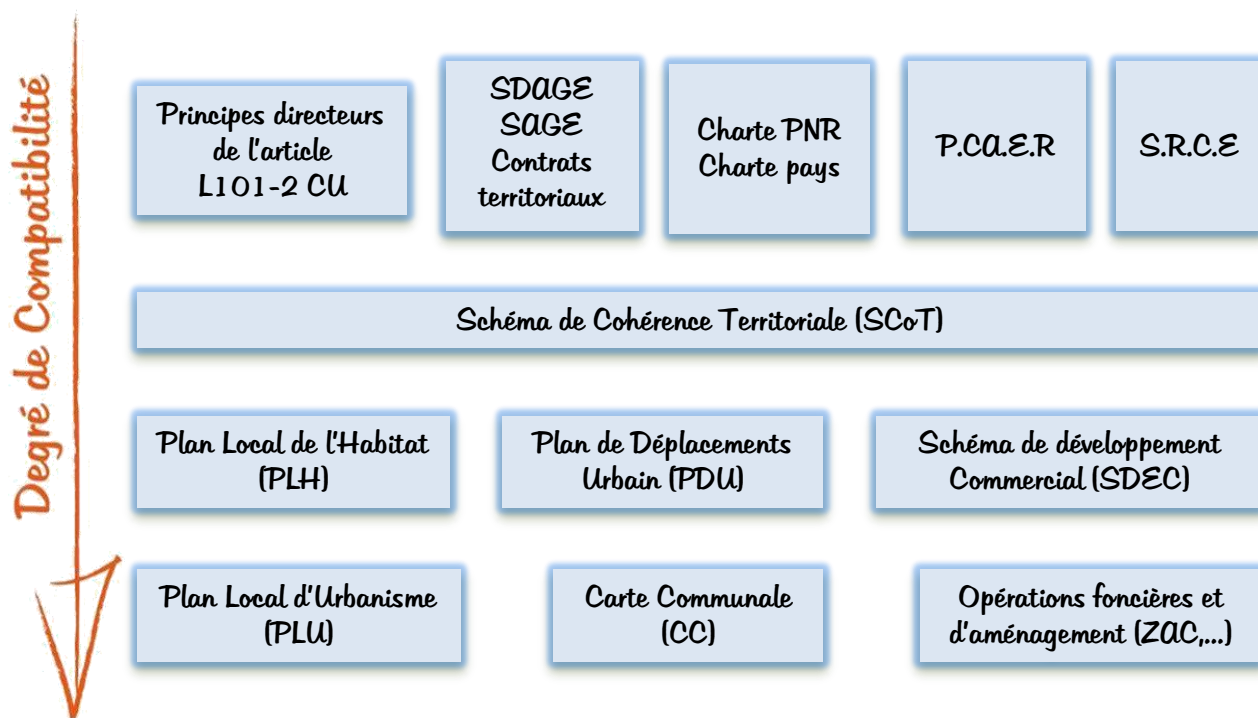 Degré de Compatibilité
Principes directeurs
de l'article
L101-2 CU
SDAGE
SAGE
Contrats
territoriaux
Charte PNR
Charte pays
P.CA.E.R
S.R.C.E
Schéma de Cohérence Territoriale (SCoT)
Plan Local de l'Habitat
(PLH)
Plan de Déplacements
Urbain (PDU)
Schéma de développement
Commercial (SDEC)
Plan Local d'Urbanisme
(PLU)
Carte Communale
(CC)
Opérations foncières et
d'aménagement (ZAC,...)